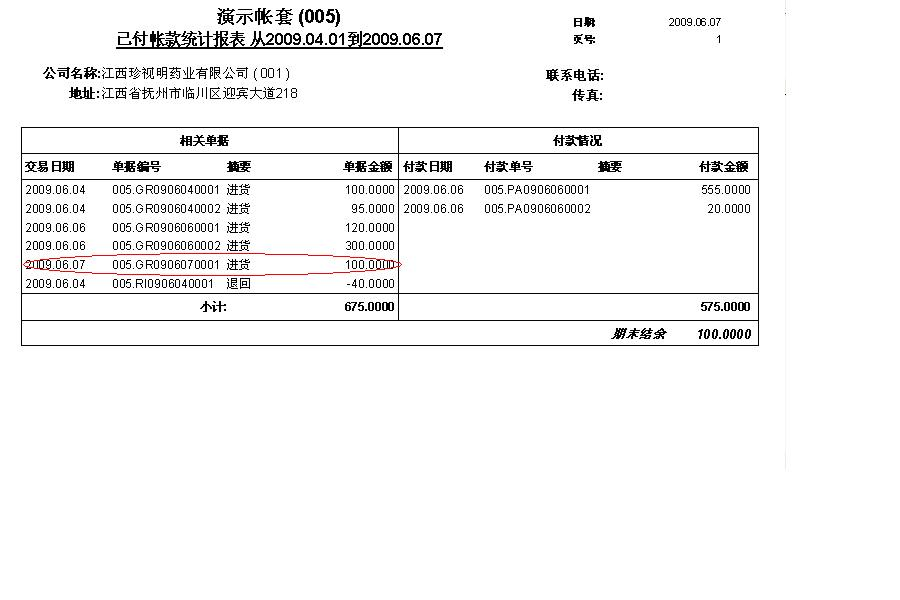 演示帐套 (005)
日期: 2009.06.07
已付帐款统计报表 从2009.04.01到2009.06.07
页号: 1
公司名称:江西珍视明药业有限公司 ( 001 )
联系电话:
地址:江西省抚州市临川区迎宾大道218
传真:
相关单据 付款情况
交易日期 单据编号 摘要 单据金额 付款日期 付款单号 摘要 付款金额
2009.06.04 005.GR0906040001 进货 100.0000 2009.06.06 005.PA0906060001 555.0000
2009.06.04 005.GR0906040002 进货 95.0000 2009.06.06 005.PA0906060002 20.0000
2009.06.06 005.GR0906060001 进货 120.0000
2009.06.06 005.GR0906060002 进货 300.0000
2009.06.07 005.GR0906070001 进货 100.0000
2009.06.04 005.RI0906040001 退回 -40.0000
小计: 675.0000 575.0000
期末结余 100.0000